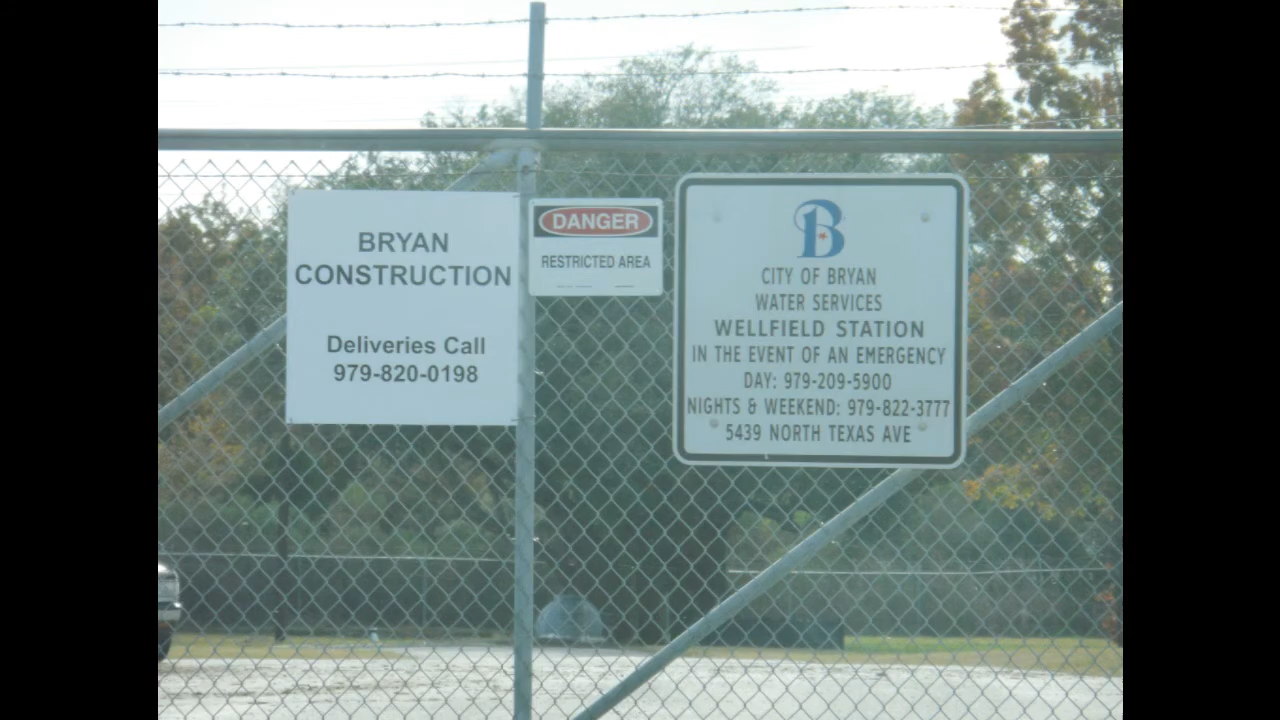 BRYAN
CONSTRUCTION
Deliveries Call
979-820-0198
DANGER
RESTRICTED AREA
B
CITY OF BRYAN
WATER SERVICES
WELLFIELD STATION
IN THE EVENT OF AN EMERGENCY
DAY: 979-209-5900
NIGHTS & WEEKEND: 979-822-3777
5439 NORTH TEXAS AVE